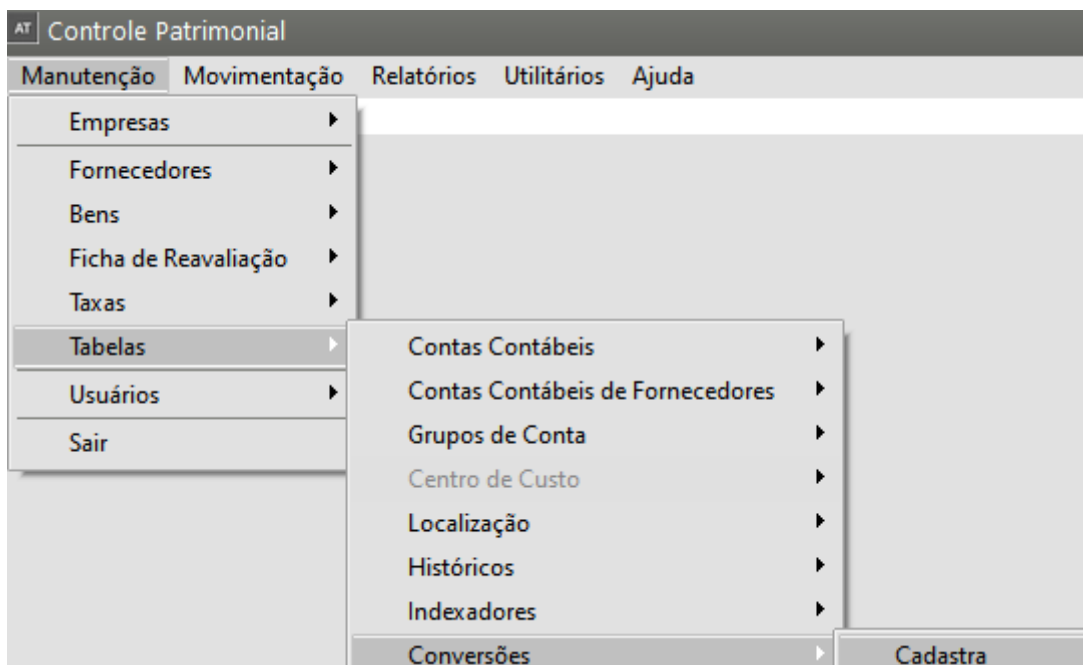 AT Controle Patrimonial
Manutenção Movimentação Relatórios Utilitários Ajuda
Empresas
Fornecedores
Bens
Ficha de Reavaliação
Taxas
Tabelas
Usuários
Sair
Contas Contábeis
Contas Contábeis de Fornecedores
Grupos de Conta
Centro de Custo
Localização
Históricos
Indexadores
Conversões
Cadastra